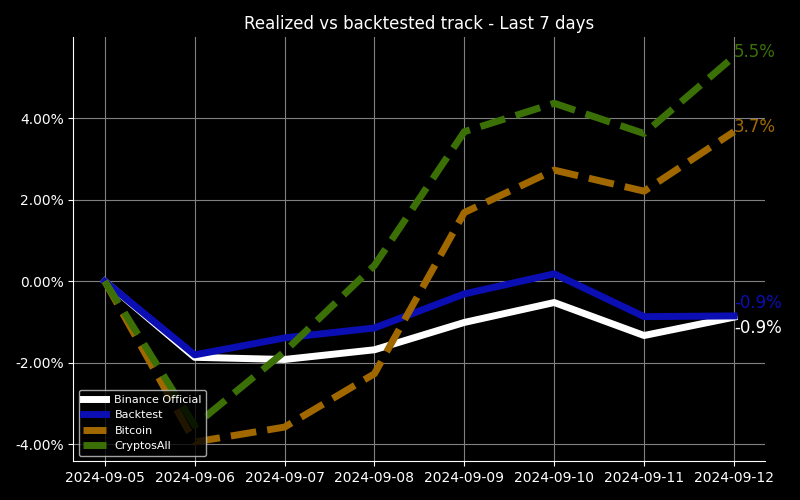 Realized vs backtested track - Last 7 days
5.5%
4.00%
3.7%
2.00%
0.00%
-0.9%
-0.9%
-2.00%
Binance Official
Backtest
Bitcoin
CryptosAll
-4.00%
2024-09-05 2024-09-06 2024-09-07 2024-09-08 2024-09-09 2024-09-10 2024-09-11 2024-09-12